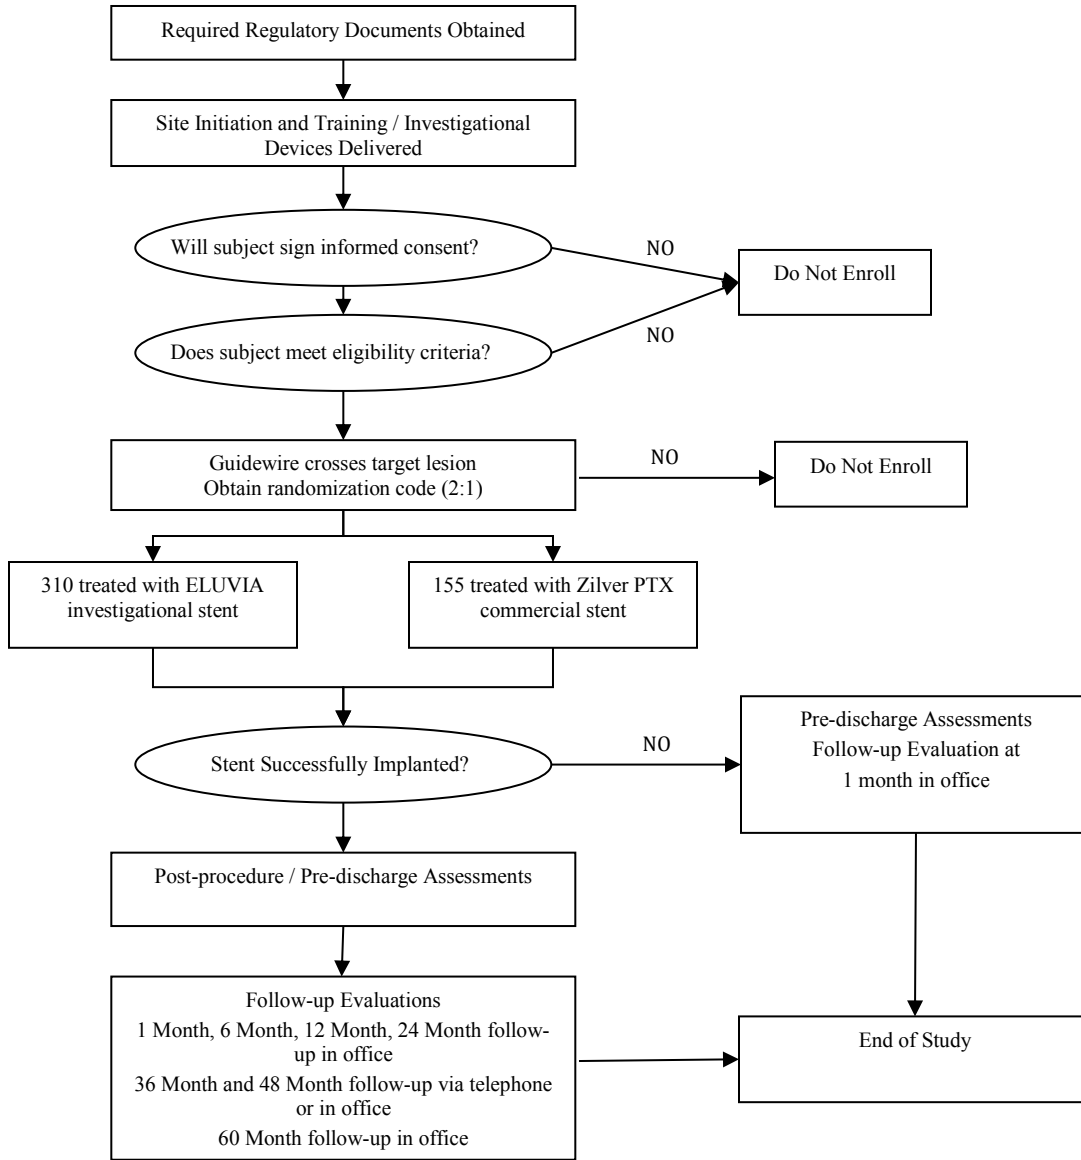 Required Regulatory Documents Obtained
Site Initiation and Training / Investigational
Devices Delivered
Will subject sign informed consent?
NO
Do Not Enroll
Does subject meet eligibility criteria?
NO
Guidewire crosses target lesion
Obtain randomization code (2:1)
NO
Do Not Enroll
310 treated with ELUVIA
investigational stent
155 treated with Zilver PTX
commercial stent
Stent Successfully Implanted?
NO
Pre-discharge Assessments
Follow-up Evaluation at
1 month in office
Post-procedure / Pre-discharge Assessments
Follow-up Evaluations
1 Month, 6 Month, 12 Month, 24 Month follow-
up in office
36 Month and 48 Month follow-up via telephone
or in office
60 Month follow-up in office
End of Study